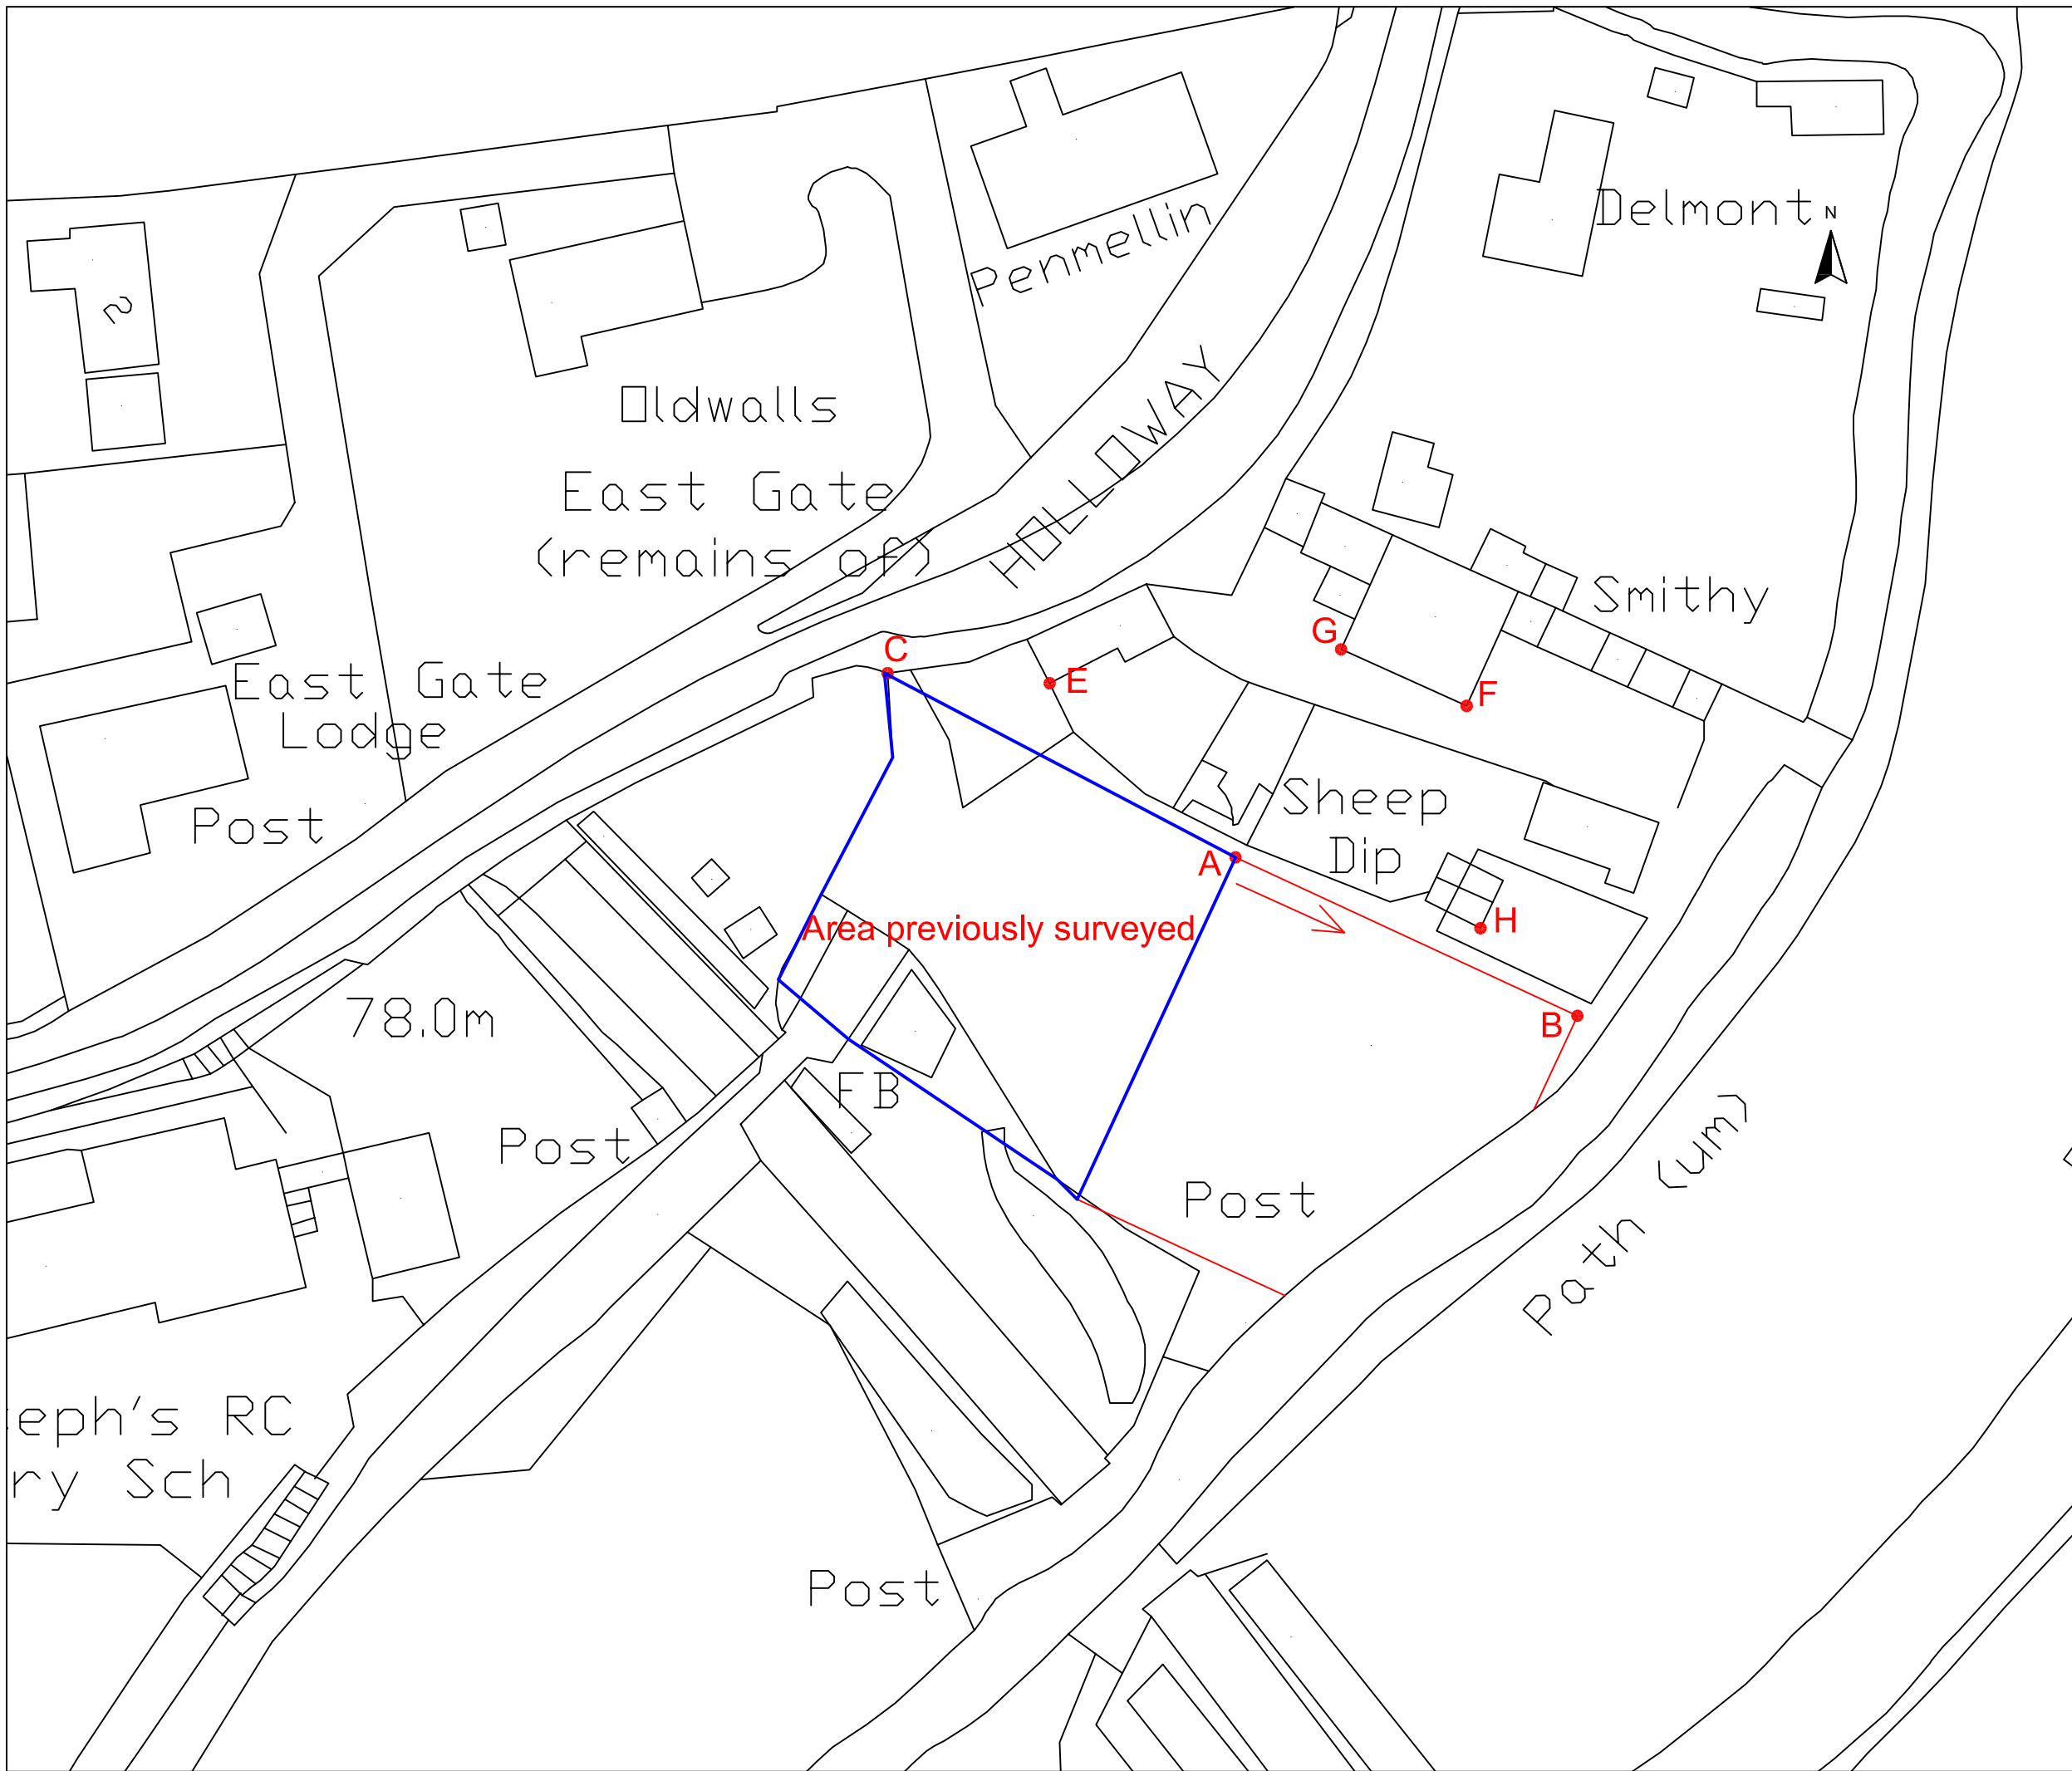 Delmont
N
Penmellin
2
HOLLOWAY
Oldwalls
East Gate
(remains of)
Smithy
G
C
E
F
East Gate
Lodge
Post
Sheep
Dip
A
H
Area previously surveyed
78.0m
B
FB
Post
Post
Path (um)
eph's RC
ry Sch
Post